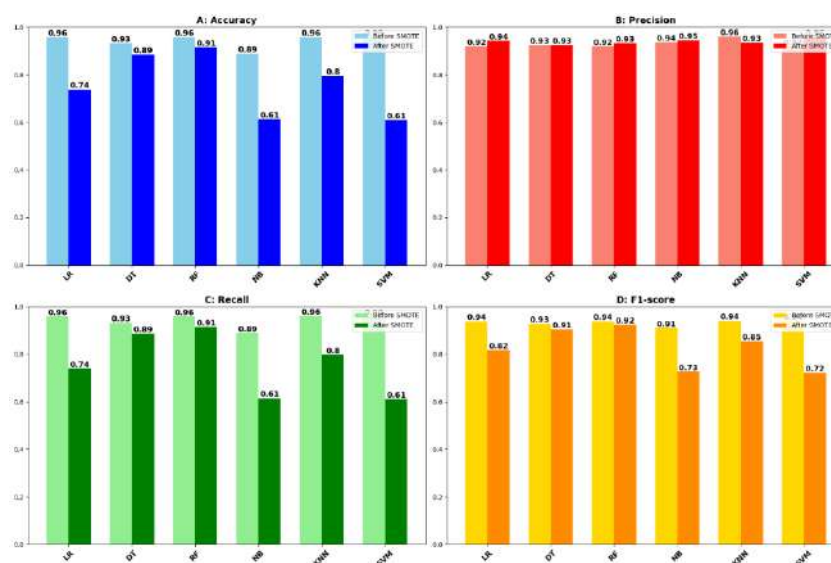 A: Accuracy
1.0
0.8
0.6
0.4
0.2
0.0
0.96 0.74 0.93 0.89 0.96 0.91 0.89 0.61 0.96 0.8 0.61
Before SMOTE
After SMOTE
LR DT RF NB KNN SVM
B: Precision
1.0
0.8
0.6
0.4
0.2
0.0
0.92 0.94 0.93 0.93 0.92 0.93 0.94 0.95 0.96 0.93
Before SMOTE
After SMOTE
LR DT RF NB KNN SVM
C: Recall
1.0
0.8
0.6
0.4
0.2
0.0
0.96 0.74 0.93 0.89 0.96 0.91 0.89 0.61 0.96 0.8 0.61
Before SMOTE
After SMOTE
LR DT RF NB KNN SVM
D: F1-score
1.0
0.8
0.6
0.4
0.2
0.0
0.94 0.82 0.93 0.91 0.94 0.92 0.91 0.73 0.94 0.85 0.72
Before SMOTE
After SMOTE
LR DT RF NB KNN SVM